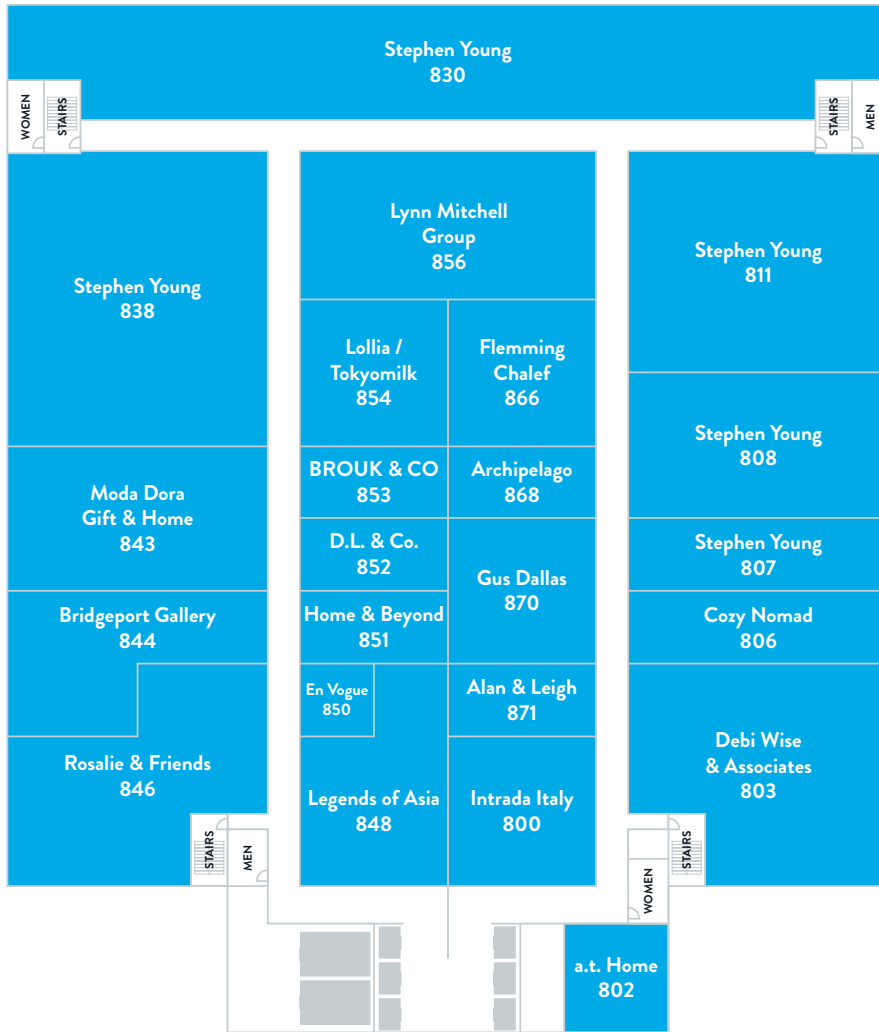 Stephen Young
830
WOMEN
STAIRS
STAIRS
MEN
Stephen Young
838
Lynn Mitchell
Group
856
Stephen Young
811
Lollia /
Tokyomilk
854
Flemming
Chalef
866
Stephen Young
808
Moda Dora
Gift & Home
843
BROUK & CO
853
Archipelago
868
D.L. & Co.
852
Gus Dallas
870
Stephen Young
807
Bridgeport Gallery
844
Home & Beyond
851
Cozy Nomad
806
En Vogue
850
Alan & Leigh
871
Rosalie & Friends
846
Legends of Asia
848
Intrada Italy
800
Debi Wise
& Associates
803
STAIRS
MEN
WOMEN
STAIRS
a.t. Home
802